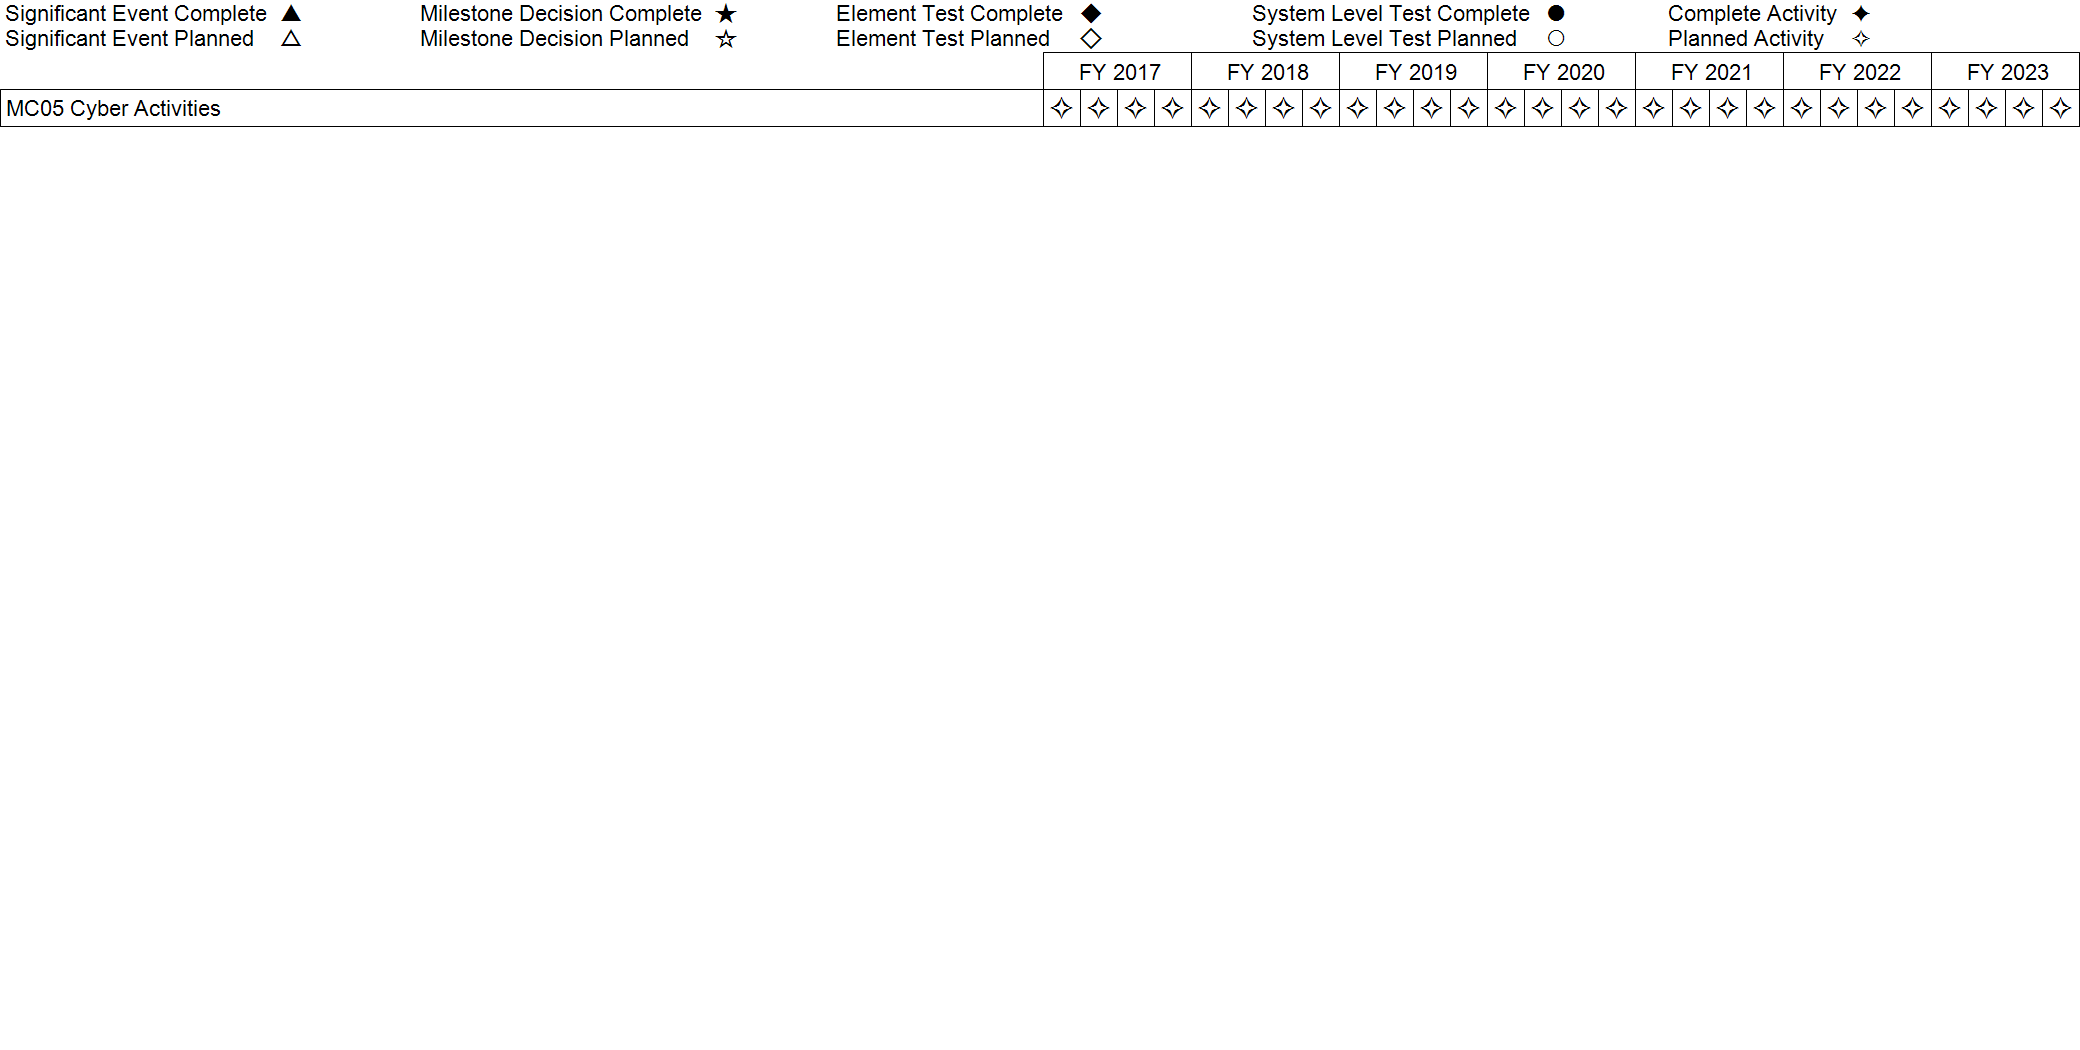 Significant Event Complete ▲ Milestone Decision Complete ★ Element Test Complete ◆ System Level Test Complete ● Complete Activity ✦
Significant Event Planned △ Milestone Decision Planned ☆ Element Test Planned ◇ System Level Test Planned ○ Planned Activity ✧
FY 2017 FY 2018 FY 2019 FY 2020 FY 2021 FY 2022 FY 2023
MC05 Cyber Activities ✧ ✧ ✧ ✧ ✧ ✧ ✧ ✧ ✧ ✧ ✧ ✧ ✧ ✧ ✧ ✧ ✧ ✧ ✧ ✧ ✧ ✧ ✧ ✧ ✧ ✧ ✧ ✧